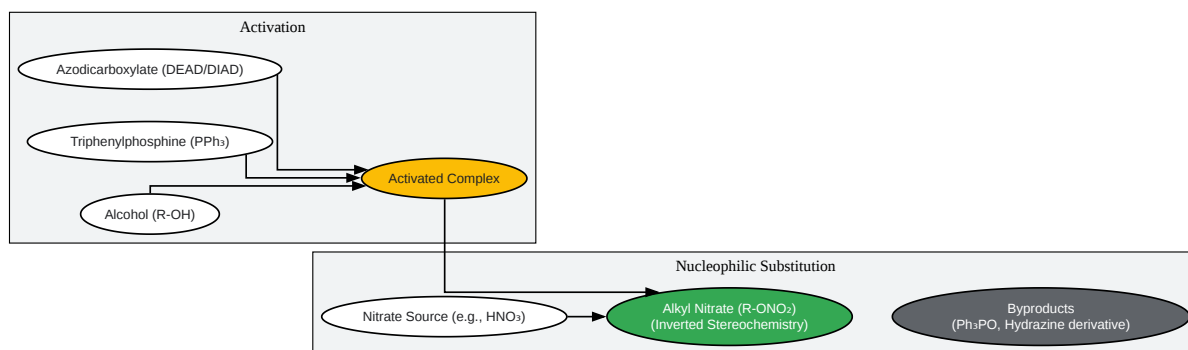 Activation
Azodicarboxylate (DEAD/DIAD)
Triphenylphosphine (PPh₃)
Activated Complex
Alcohol (R-OH)
Nucleophilic Substitution
Nitrate Source (e.g., HNO₃)
Alkyl Nitrate (R-ONO₂)
(Inverted Stereochemistry)
Byproducts
(Ph₃PO, Hydrazine derivative)